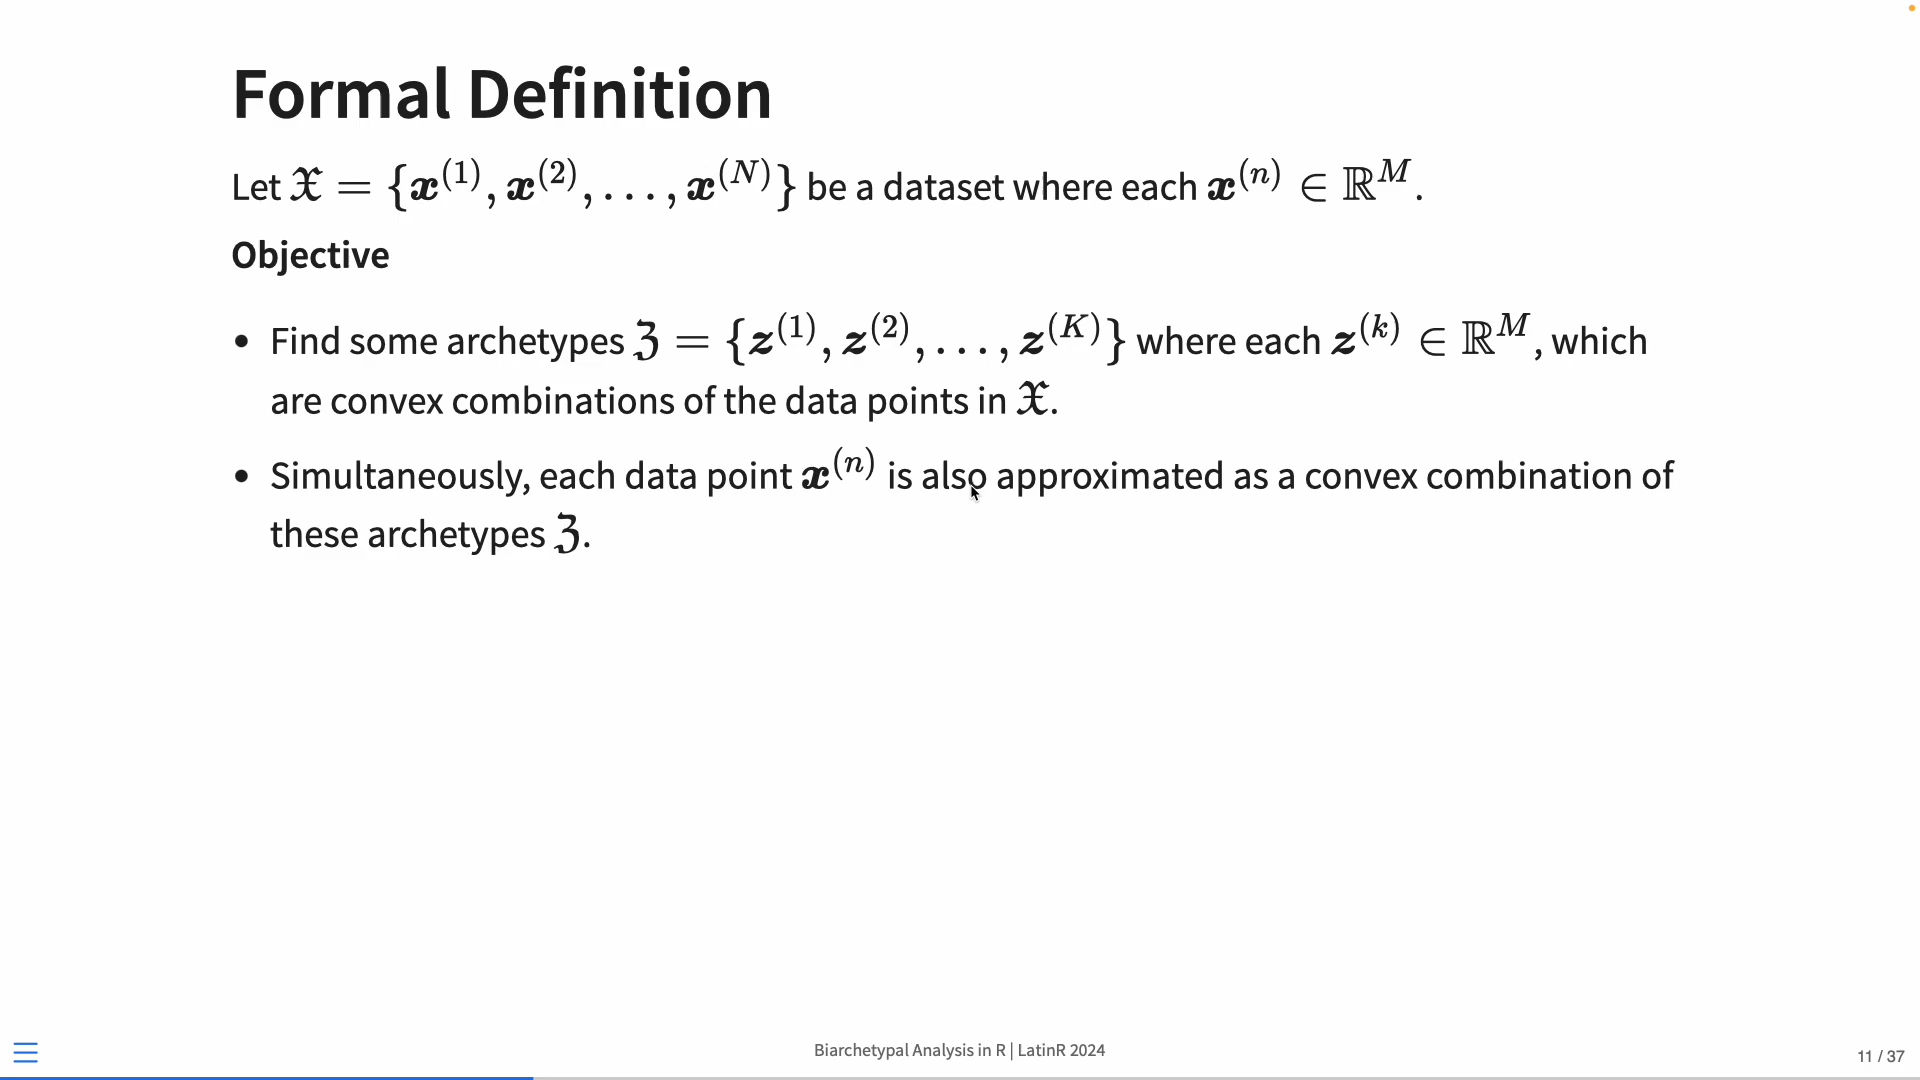 Formal Definition
Let 𝔛 = {𝒙⁽¹⁾, 𝒙⁽²⁾, . . . , 𝒙⁽ᴺ⁾} be a dataset where each 𝒙⁽ⁿ⁾ ∈ ℝᴹ.
Objective
• Find some archetypes ℨ = {𝒛⁽¹⁾, 𝒛⁽²⁾, . . . , 𝒛⁽ᴷ⁾} where each 𝒛⁽ᵏ⁾ ∈ ℝᴹ, which
are convex combinations of the data points in 𝔛.
• Simultaneously, each data point 𝒙⁽ⁿ⁾ is also approximated as a convex combination of
these archetypes ℨ.
Biarchetypal Analysis in R | LatinR 2024
11 / 37